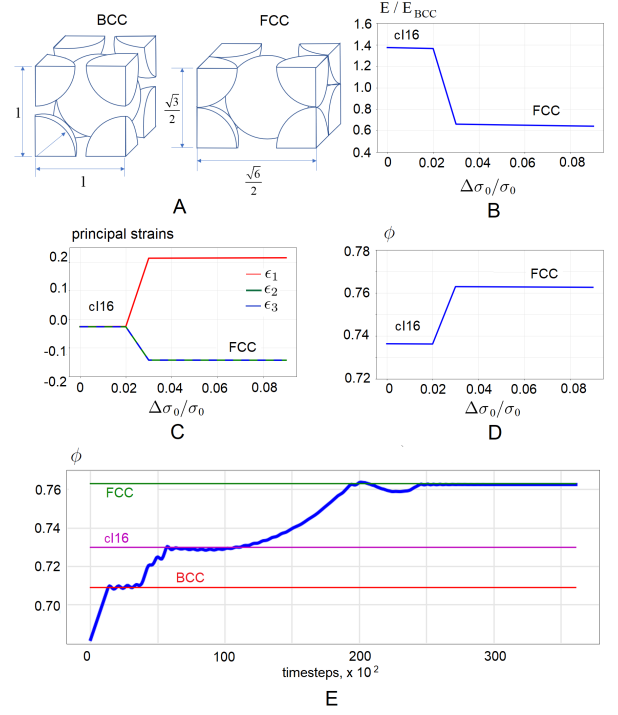 BCC
FCC
1
√3/2
1
√6/2
A
E / E_BCC
1.6
1.4
1.2
1.0
0.8
0.6
0.4
cI16
FCC
0 0.02 0.04 0.06 0.08
Δσ₀/σ₀
B
principal strains
0.2
0.1
0.0
-0.1
-0.2
cI16
FCC
ϵ₁
ϵ₂
ϵ₃
0 0.02 0.04 0.06 0.08
Δσ₀/σ₀
C
ϕ
0.78
0.76
0.74
0.72
cI16
FCC
0 0.02 0.04 0.06 0.08
Δσ₀/σ₀
D
ϕ
0.76
0.74
0.72
0.70
FCC
cI16
BCC
0 100 200 300
timesteps, x 10²
E